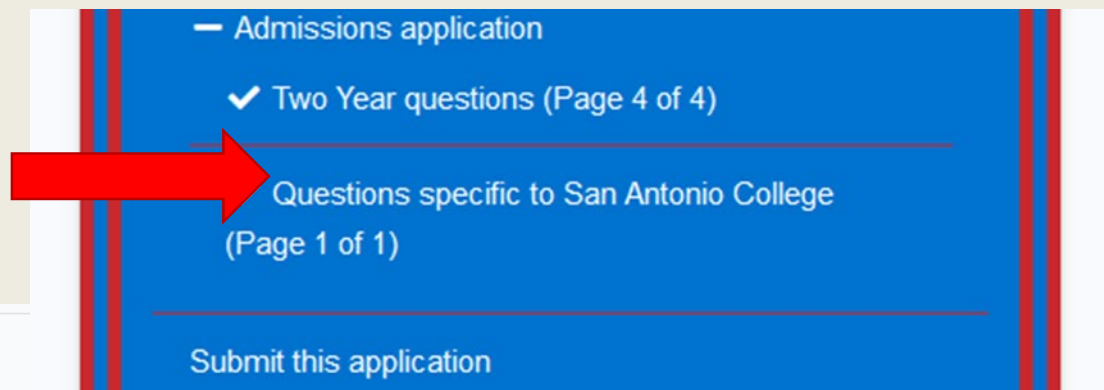 Admissions application
Two Year questions (Page 4 of 4)
Questions specific to San Antonio College
(Page 1 of 1)
Submit this application